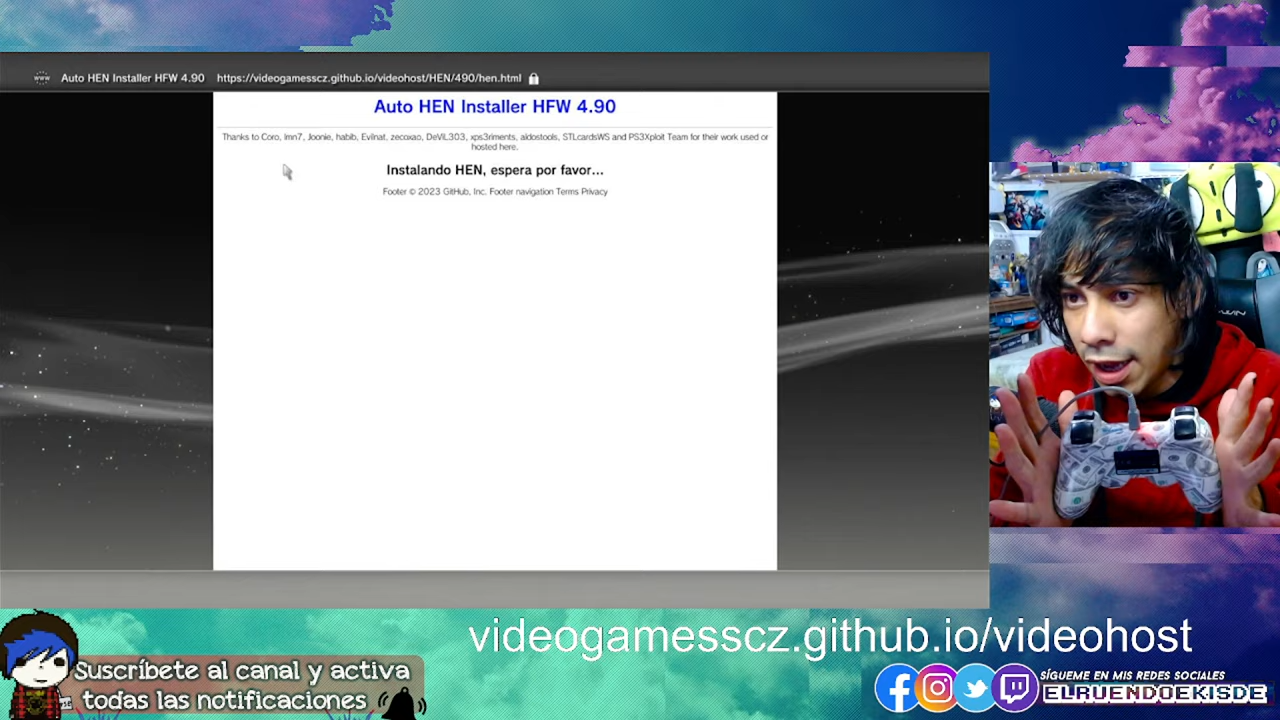 Auto HEN Installer HFW 4.90 https://videogamesscz.github.io/videohost/HEN/490/hen.html
Auto HEN Installer HFW 4.90
Thanks to Coro, lmn7, Joonie, habib, Evilnat, zecoxao, DeViL303, xps3riments, aldostools, STLcardsWS and PS3Xploit Team for their work used or
hosted here.
Instalando HEN, espera por favor...
Footer © 2023 GitHub, Inc. Footer navigation Terms Privacy
videogamesscz.github.io/videohost
Suscríbete al canal y activa
todas las notificaciones
SÍGUEME EN MIS REDES SOCIALES
ELRUENDOEKISDE